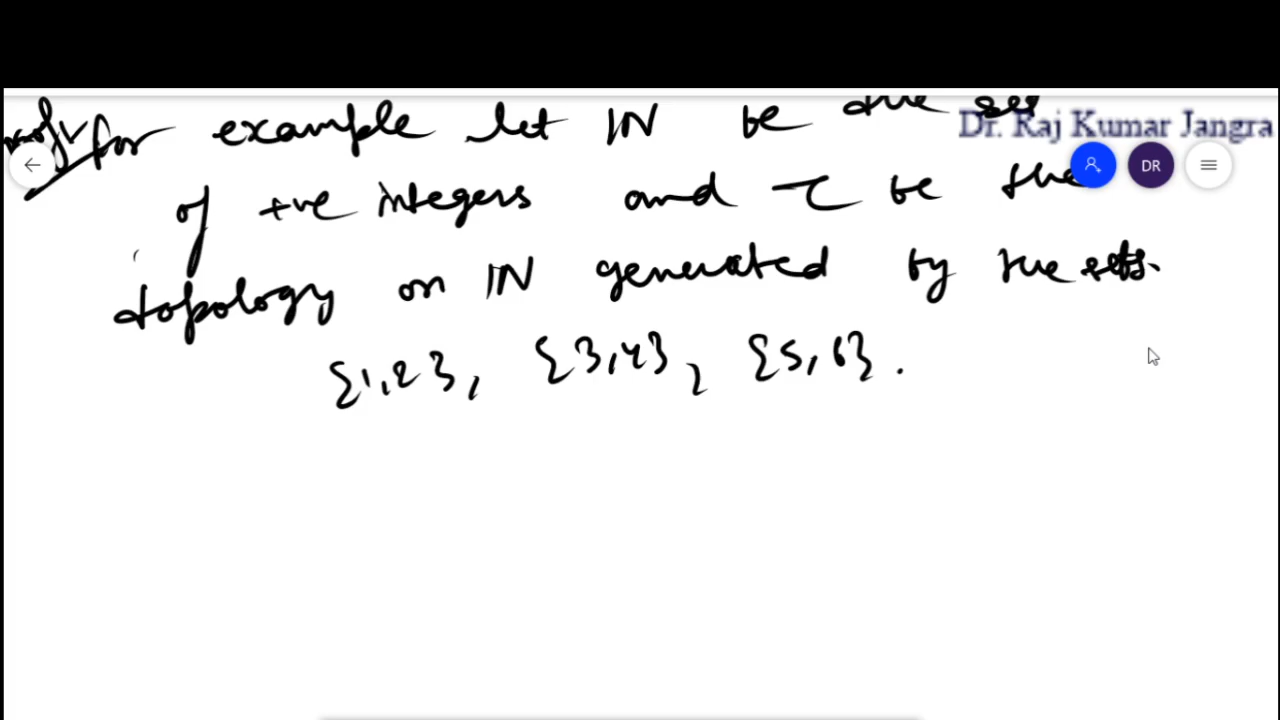 Proof for example let IN be the set
Dr. Raj Kumar Jangra
DR
of +ve integers and τ be the
topology on IN generated by the sets.
{1,2}, {3,4}, {5,6}.